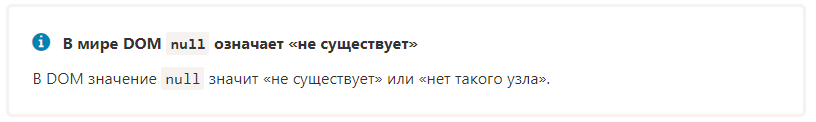 В мире DOM null означает «не существует»
В DOM значение null значит «не существует» или «нет такого узла».